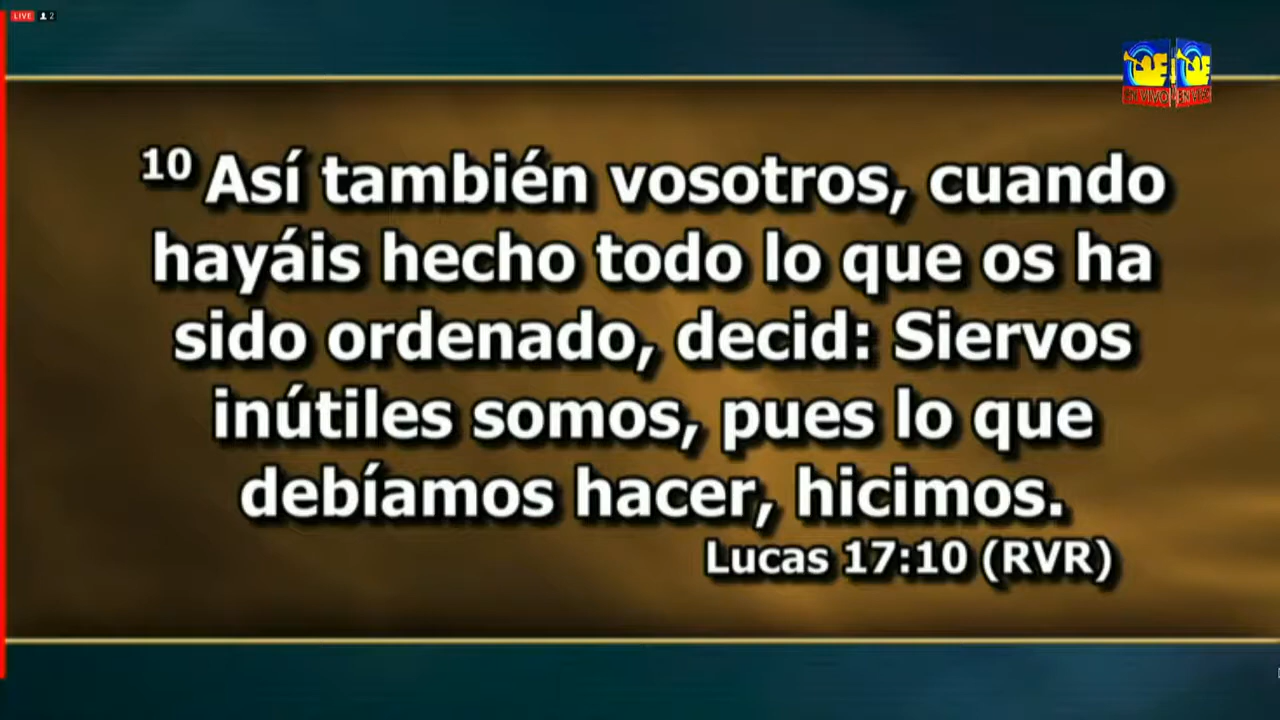 LIVE 2
10 Así también vosotros, cuando
hayáis hecho todo lo que os ha
sido ordenado, decid: Siervos
inútiles somos, pues lo que
debíamos hacer, hicimos.
Lucas 17:10 (RVR)